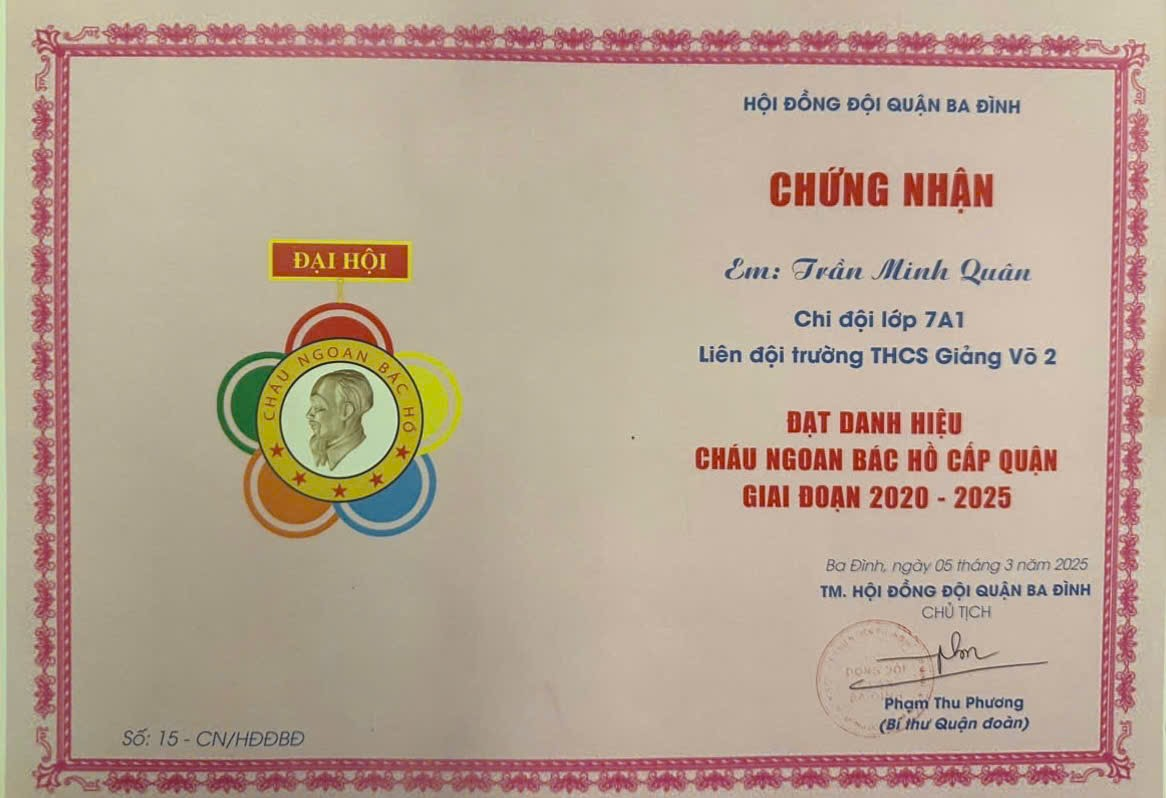 ĐẠI HỘI
CHÁU NGOAN BÁC HỒ
HỘI ĐỒNG ĐỘI QUẬN BA ĐÌNH
CHỨNG NHẬN
Em: Trần Minh Quân
Chi đội lớp 7A1
Liên đội trường THCS Giảng Võ 2
ĐẠT DANH HIỆU
CHÁU NGOAN BÁC HỒ CẤP QUẬN
GIAI ĐOẠN 2020 - 2025
Ba Đình, ngày 05 tháng 3 năm 2025
TM. HỘI ĐỒNG ĐỘI QUẬN BA ĐÌNH
CHỦ TỊCH
Phạm Thu Phương
(Bí thư Quận đoàn)
Số: 15 - CN/HĐĐBĐ